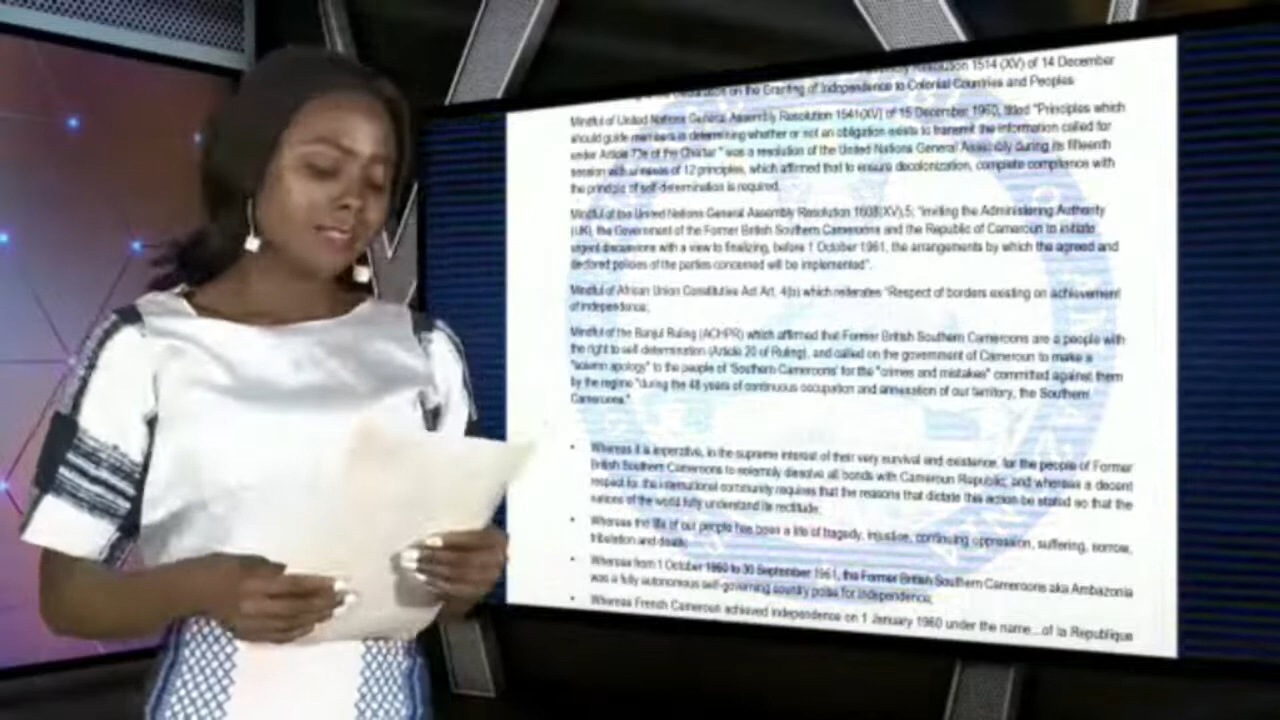 Resolution 1514 (XV) of 14 December
on the Granting of Independence to Colonial Countries and Peoples
Mindful of United Nations General Assembly Resolution 1541(XV) of 15 December 1960, titled "Principles which
should guide members in determining whether or not an obligation exists to transmit the information called for
under Article 73e of the Charter" was a resolution of the United Nations General Assembly during its fifteenth
session with of 12 principles, which affirmed that to ensure decolonization, complete compliance with
the principle of self-determination is required.
Mindful of the United Nations General Assembly Resolution 1608(XV),5; "Inviting the Administering Authority
(UK), the Government of the Former British Southern Cameroons and the Republic of Cameroun to initiate
urgent discussions with a view to finalizing, before 1 October 1961, the arrangements by which the agreed and
declared policies of the parties concerned will be implemented".
Mindful of African Union Constitutive Act Art. 4(b) which reiterates "Respect of borders existing on achievement
of independence;
Mindful of the Banjul Ruling (ACHPR) which affirmed that Former British Southern Cameroons are a people with
the right to self determination (Article 20 of Ruling), and called on the government of Cameroun to make a
"solemn apology" to the people of 'Southern Cameroons' for the "crimes and mistakes" committed against them
by the regime "during the 48 years of continuous occupation and annexation of our territory, the Southern
Cameroons."
• Whereas it is imperative, in the supreme interest of their very survival and existence, for the people of Former
British Southern Cameroons to solemnly dissolve all bonds with Cameroun Republic; and whereas a decent
respect for the international community requires that the reasons that dictate this action be stated so that the
nations of the world fully understand its rectitude;
• Whereas the life of our people has been a life of tragedy, injustice, continuing oppression, suffering, sorrow,
tribulation and death;
• Whereas from 1 October 1960 to 30 September 1961, the Former British Southern Cameroons aka Ambazonia
was a fully autonomous self-governing country poise for independence;
• Whereas French Cameroun achieved independence on 1 January 1960 under the name...of la Republique